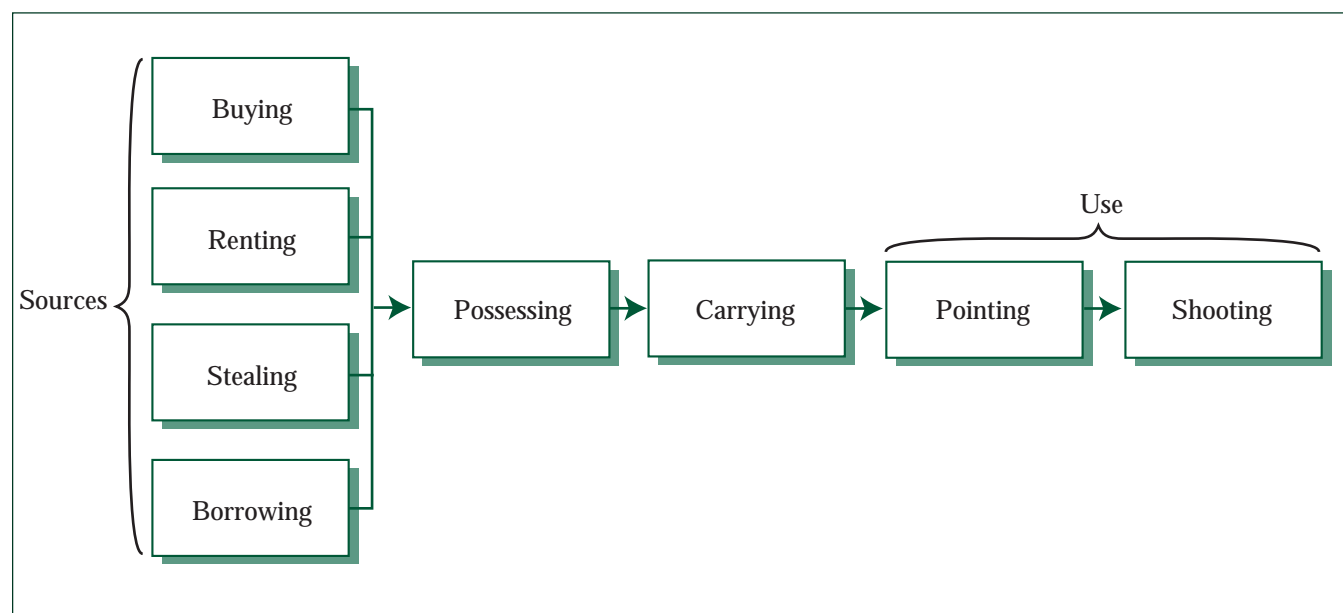 Sources
Buying
Renting
Stealing
Borrowing
Possessing
Carrying
Use
Pointing
Shooting